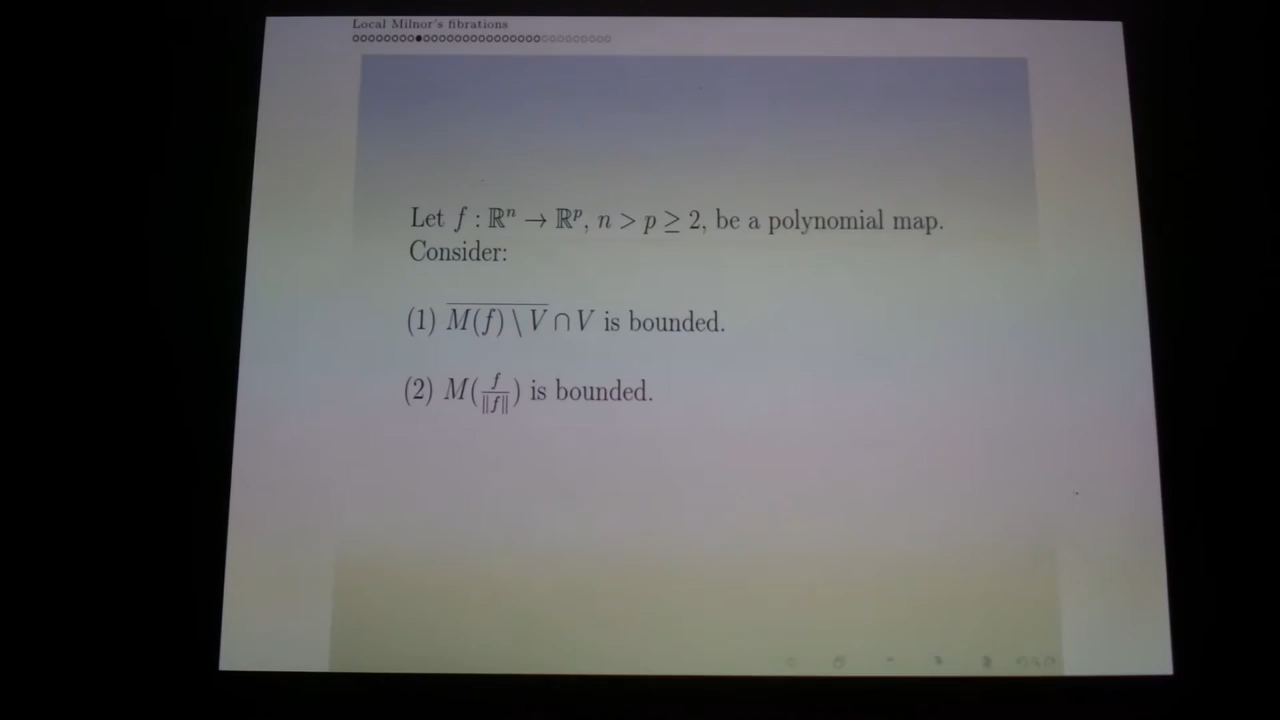 Local Milnor's fibrations
Let f : ℝⁿ → ℝᵖ, n > p ≥ 2, be a polynomial map.
Consider:
(1) \overline{M(f) \ V} ∩ V is bounded.
(2) M(f/‖f‖) is bounded.